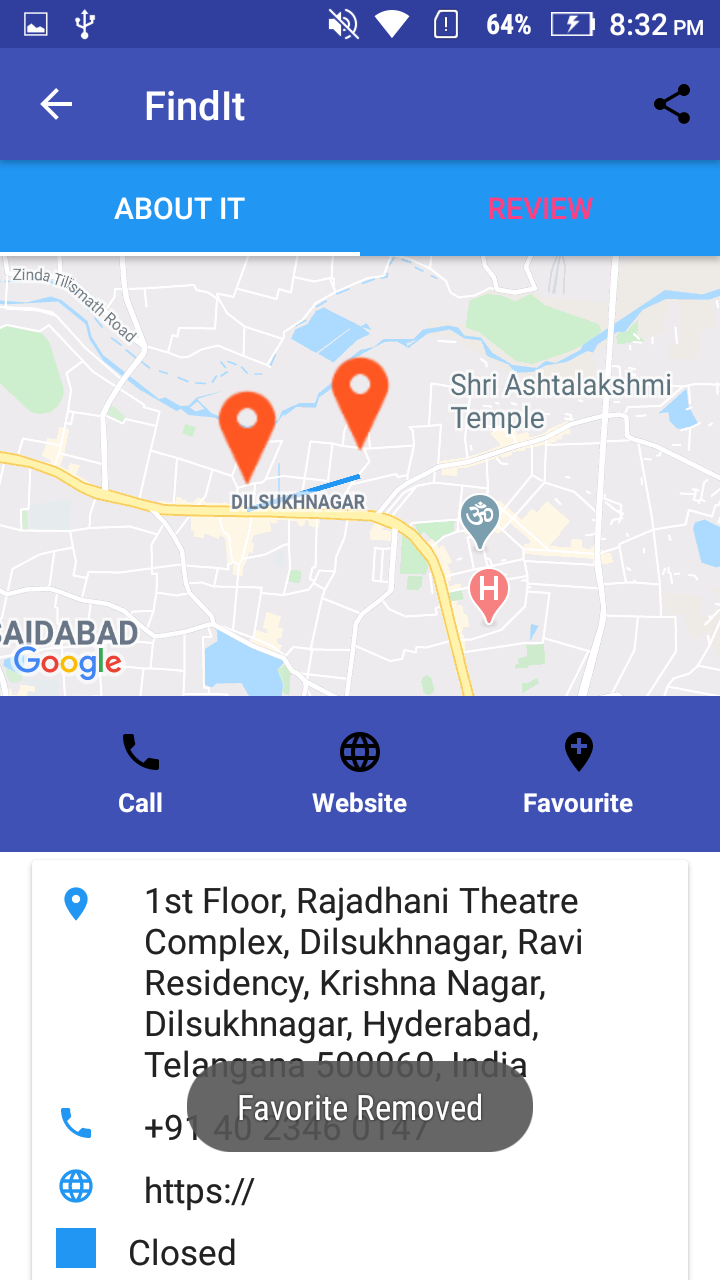 64% 8:32 PM
FindIt
ABOUT IT REVIEW
Zinda Tilismath Road
Shri Ashtalakshmi
Temple
DILSUKHNAGAR
H
SAIDABAD
Google
Call Website Favourite
1st Floor, Rajadhani Theatre
Complex, Dilsukhnagar, Ravi
Residency, Krishna Nagar,
Dilsukhnagar, Hyderabad,
Telangana 500060, India
Favorite Removed
+91 40 2346 0147
https://
Closed